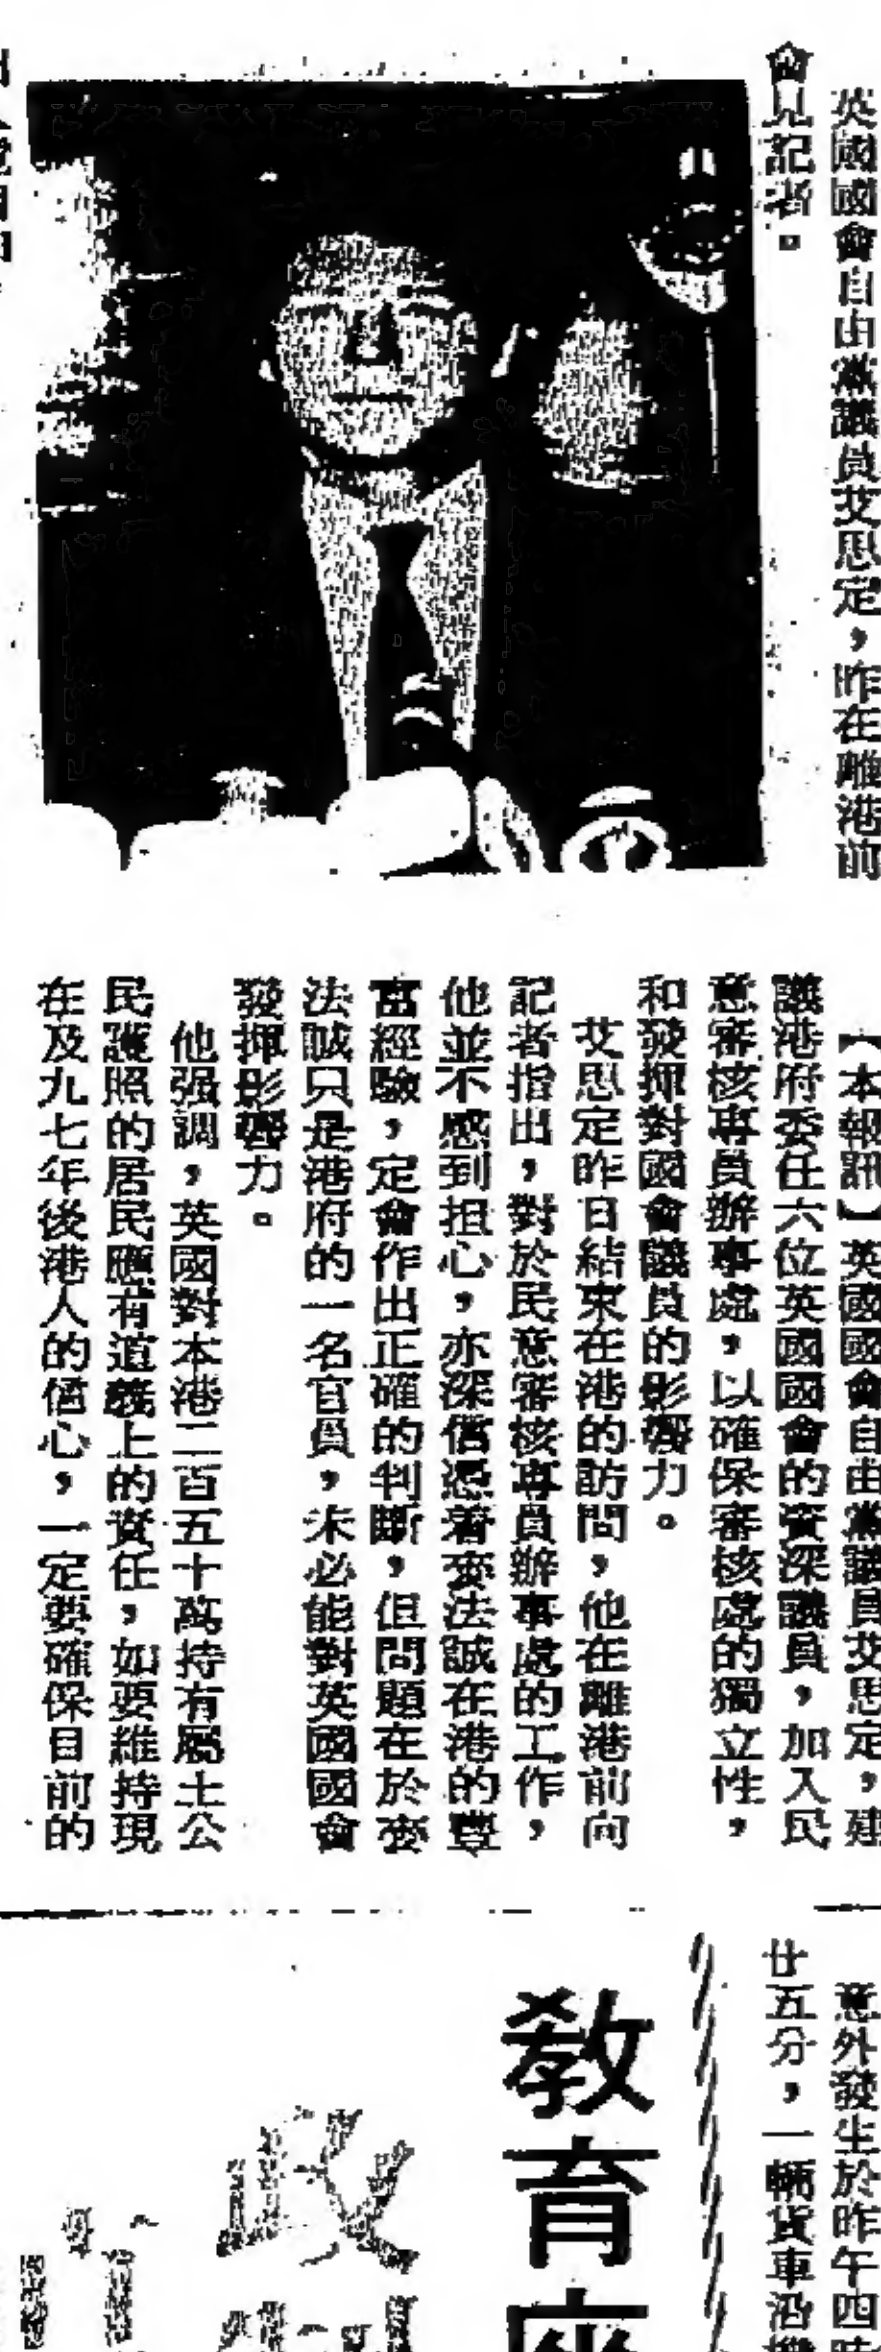 英國國會自由黨議員艾思定，昨在離港前
會見記者。
【本報訊】英國國會自由黨議員艾思定，建
議港府委任六位英國國會的資深議員，加入民
意審核專員辦事處，以確保審核處的獨立性，
和發揮對國會議員的影響力。
艾思定昨日結束在港的訪問，他在離港前向
記者指出，對於民意審核專員辦事處的工作，
他並不感到担心，亦深信憑着麥法誠在港的豐
富經驗，定會作出正確的判斷，但問題在於麥
法誠只是港府的一名官員，未必能對英國國會
發揮影響力。
他强調，英國對本港二百五十萬持有屬土公
民護照的居民應有道義上的責任，如要維持現
在及九七年後港人的信心，一定要確保目前的
意外發生於昨午四時
廿五分，一輛貨車沿
教育座
政